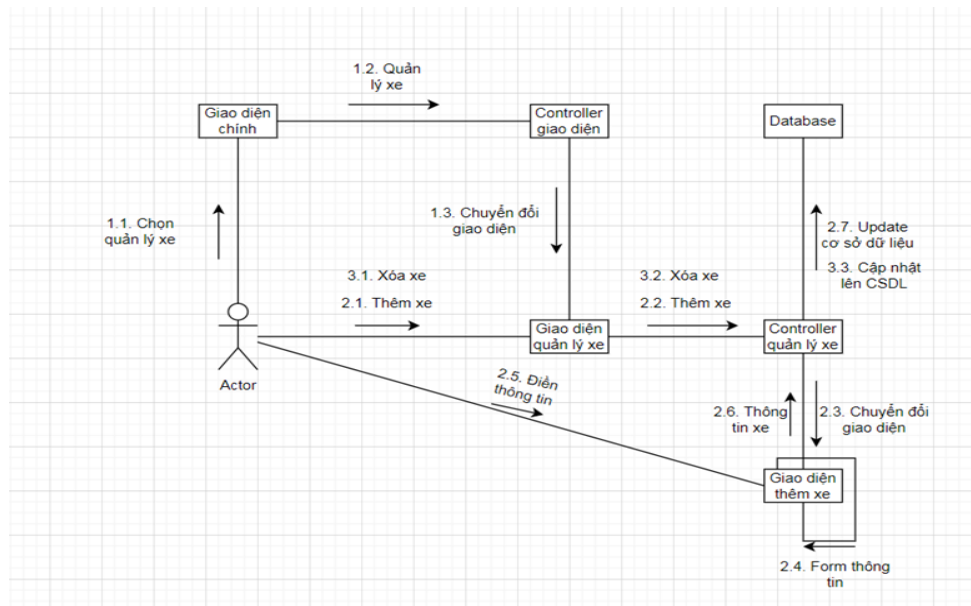 1.2. Quản
lý xe
Giao diện
chính
Controller
giao diện
Database
1.1. Chọn
quản lý xe
1.3. Chuyển đổi
giao diện
2.7. Update
cơ sở dữ liệu
3.3. Cập nhật
lên CSDL
3.1. Xóa xe
2.1. Thêm xe
3.2. Xóa xe
2.2. Thêm xe
Giao diện
quản lý xe
Controller
quản lý xe
Actor
2.5. Điền
thông tin
2.6. Thông
tin xe
2.3. Chuyển đổi
giao diện
Giao diện
thêm xe
2.4. Form thông
tin